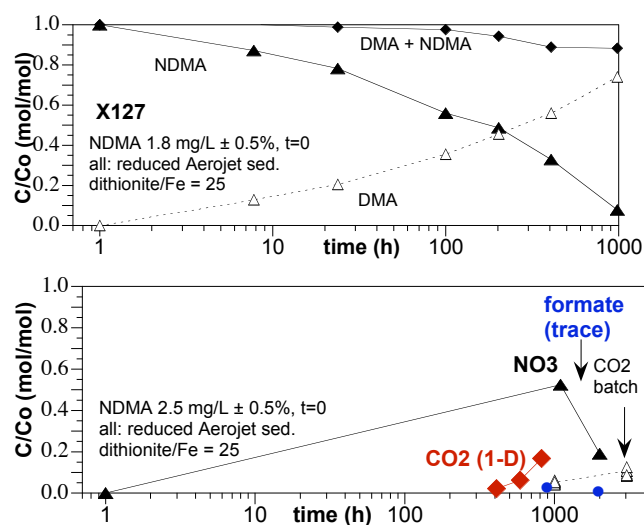 1.0
0.8
0.6
0.4
0.2
0.0
C/Co (mol/mol)
NDMA
DMA + NDMA
X127
NDMA 1.8 mg/L ± 0.5%, t=0
all: reduced Aerojet sed.
dithionite/Fe = 25
DMA
1 10 100 1000
time (h)
1.0
0.8
0.6
0.4
0.2
0.0
C/Co (mol/mol)
formate
(trace)
NO3
CO2
batch
NDMA 2.5 mg/L ± 0.5%, t=0
all: reduced Aerojet sed.
dithionite/Fe = 25
CO2 (1-D)
1 10 100 1000
time (h)